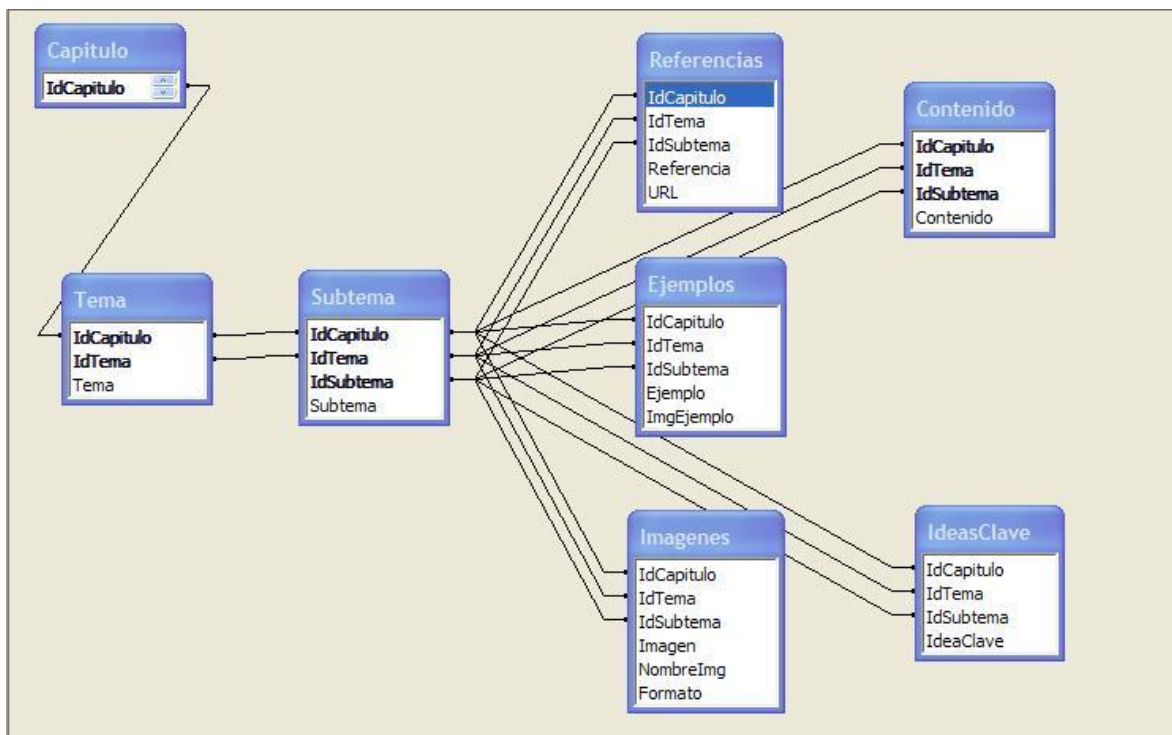 Capitulo
IdCapitulo
Tema
IdCapitulo
IdTema
Tema
Subtema
IdCapitulo
IdTema
IdSubtema
Subtema
Referencias
IdCapitulo
IdTema
IdSubtema
Referencia
URL
Contenido
IdCapitulo
IdTema
IdSubtema
Contenido
Ejemplos
IdCapitulo
IdTema
IdSubtema
Ejemplo
ImgEjemplo
Imagenes
IdCapitulo
IdTema
IdSubtema
Imagen
NombreImg
Formato
IdeasClave
IdCapitulo
IdTema
IdSubtema
IdeaClave